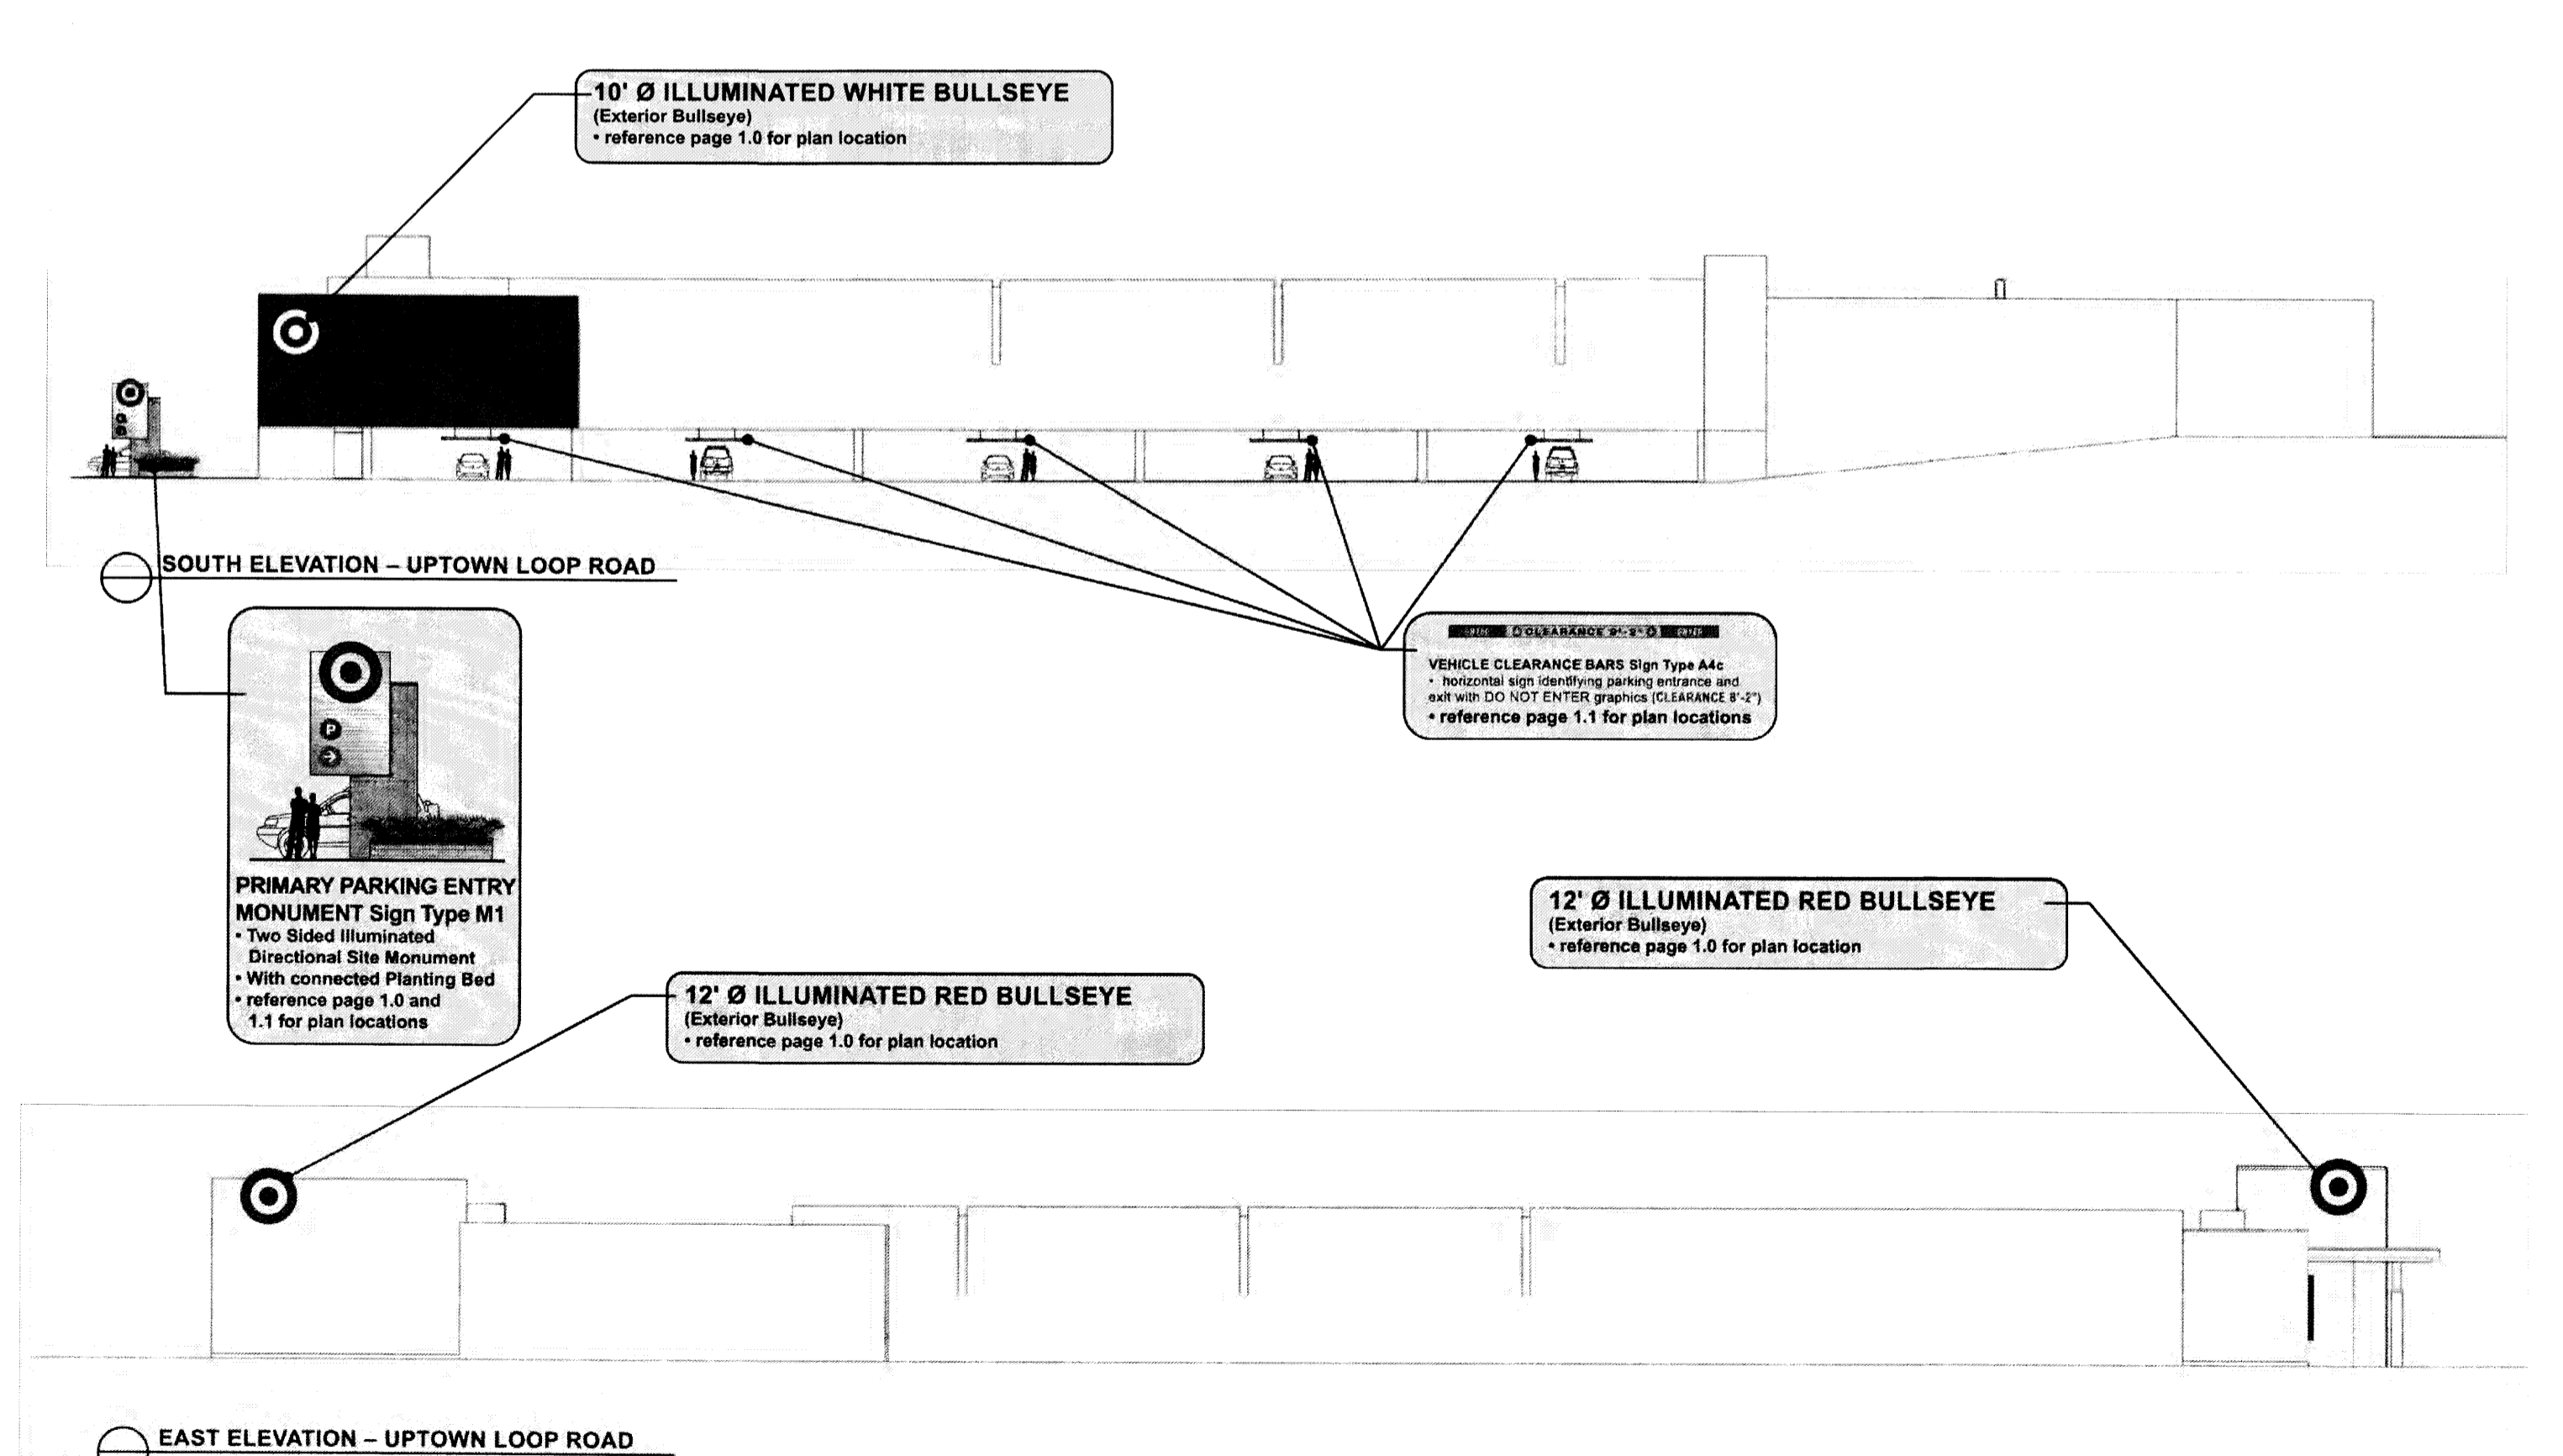 10' Ø ILLUMINATED WHITE BULLSEYE
(Exterior Bullseye)
• reference page 1.0 for plan location
SOUTH ELEVATION – UPTOWN LOOP ROAD
P
PRIMARY PARKING ENTRY
MONUMENT Sign Type M1
• Two Sided Illuminated
Directional Site Monument
• With connected Planting Bed
• reference page 1.0 and
1.1 for plan locations
CLEARANCE
VEHICLE CLEARANCE BARS Sign Type A4c
• horizontal sign identifying parking entrance and
exit with DO NOT ENTER graphics (CLEARANCE 8'-2")
• reference page 1.1 for plan locations
12' Ø ILLUMINATED RED BULLSEYE
(Exterior Bullseye)
• reference page 1.0 for plan location
12' Ø ILLUMINATED RED BULLSEYE
(Exterior Bullseye)
• reference page 1.0 for plan location
EAST ELEVATION – UPTOWN LOOP ROAD